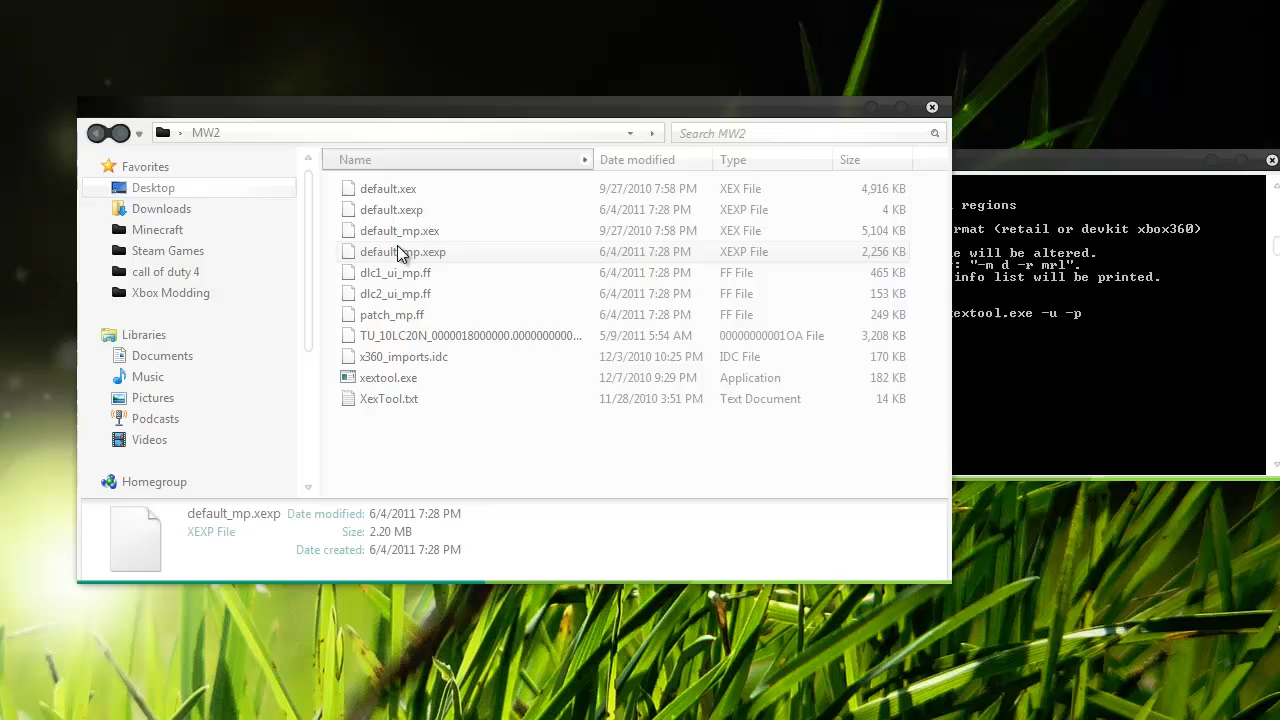 MW2
Search MW2
Favorites
Desktop
Downloads
Minecraft
Steam Games
call of duty 4
Xbox Modding
Libraries
Documents
Music
Pictures
Podcasts
Videos
Homegroup
Name Date modified Type Size
default.xex 9/27/2010 7:58 PM XEX File 4,916 KB
default.xexp 6/4/2011 7:28 PM XEXP File 4 KB
default_mp.xex 9/27/2010 7:58 PM XEX File 5,104 KB
default_mp.xexp 6/4/2011 7:28 PM XEXP File 2,256 KB
dlc1_ui_mp.ff 6/4/2011 7:28 PM FF File 465 KB
dlc2_ui_mp.ff 6/4/2011 7:28 PM FF File 153 KB
patch_mp.ff 6/4/2011 7:28 PM FF File 249 KB
TU_10LC20N_0000018000000.0000000000... 5/9/2011 5:54 AM 00000000001OA File 3,208 KB
x360_imports.idc 12/3/2010 10:25 PM IDC File 170 KB
xextool.exe 12/7/2010 9:29 PM Application 182 KB
XexTool.txt 11/28/2010 3:51 PM Text Document 14 KB
default_mp.xexp Date modified: 6/4/2011 7:28 PM
XEXP File Size: 2.20 MB
Date created: 6/4/2011 7:28 PM
l regions
rmat (retail or devkit xbox360)
e will be altered.
: "-m d -r mrl".
info list will be printed.
extool.exe -u -p